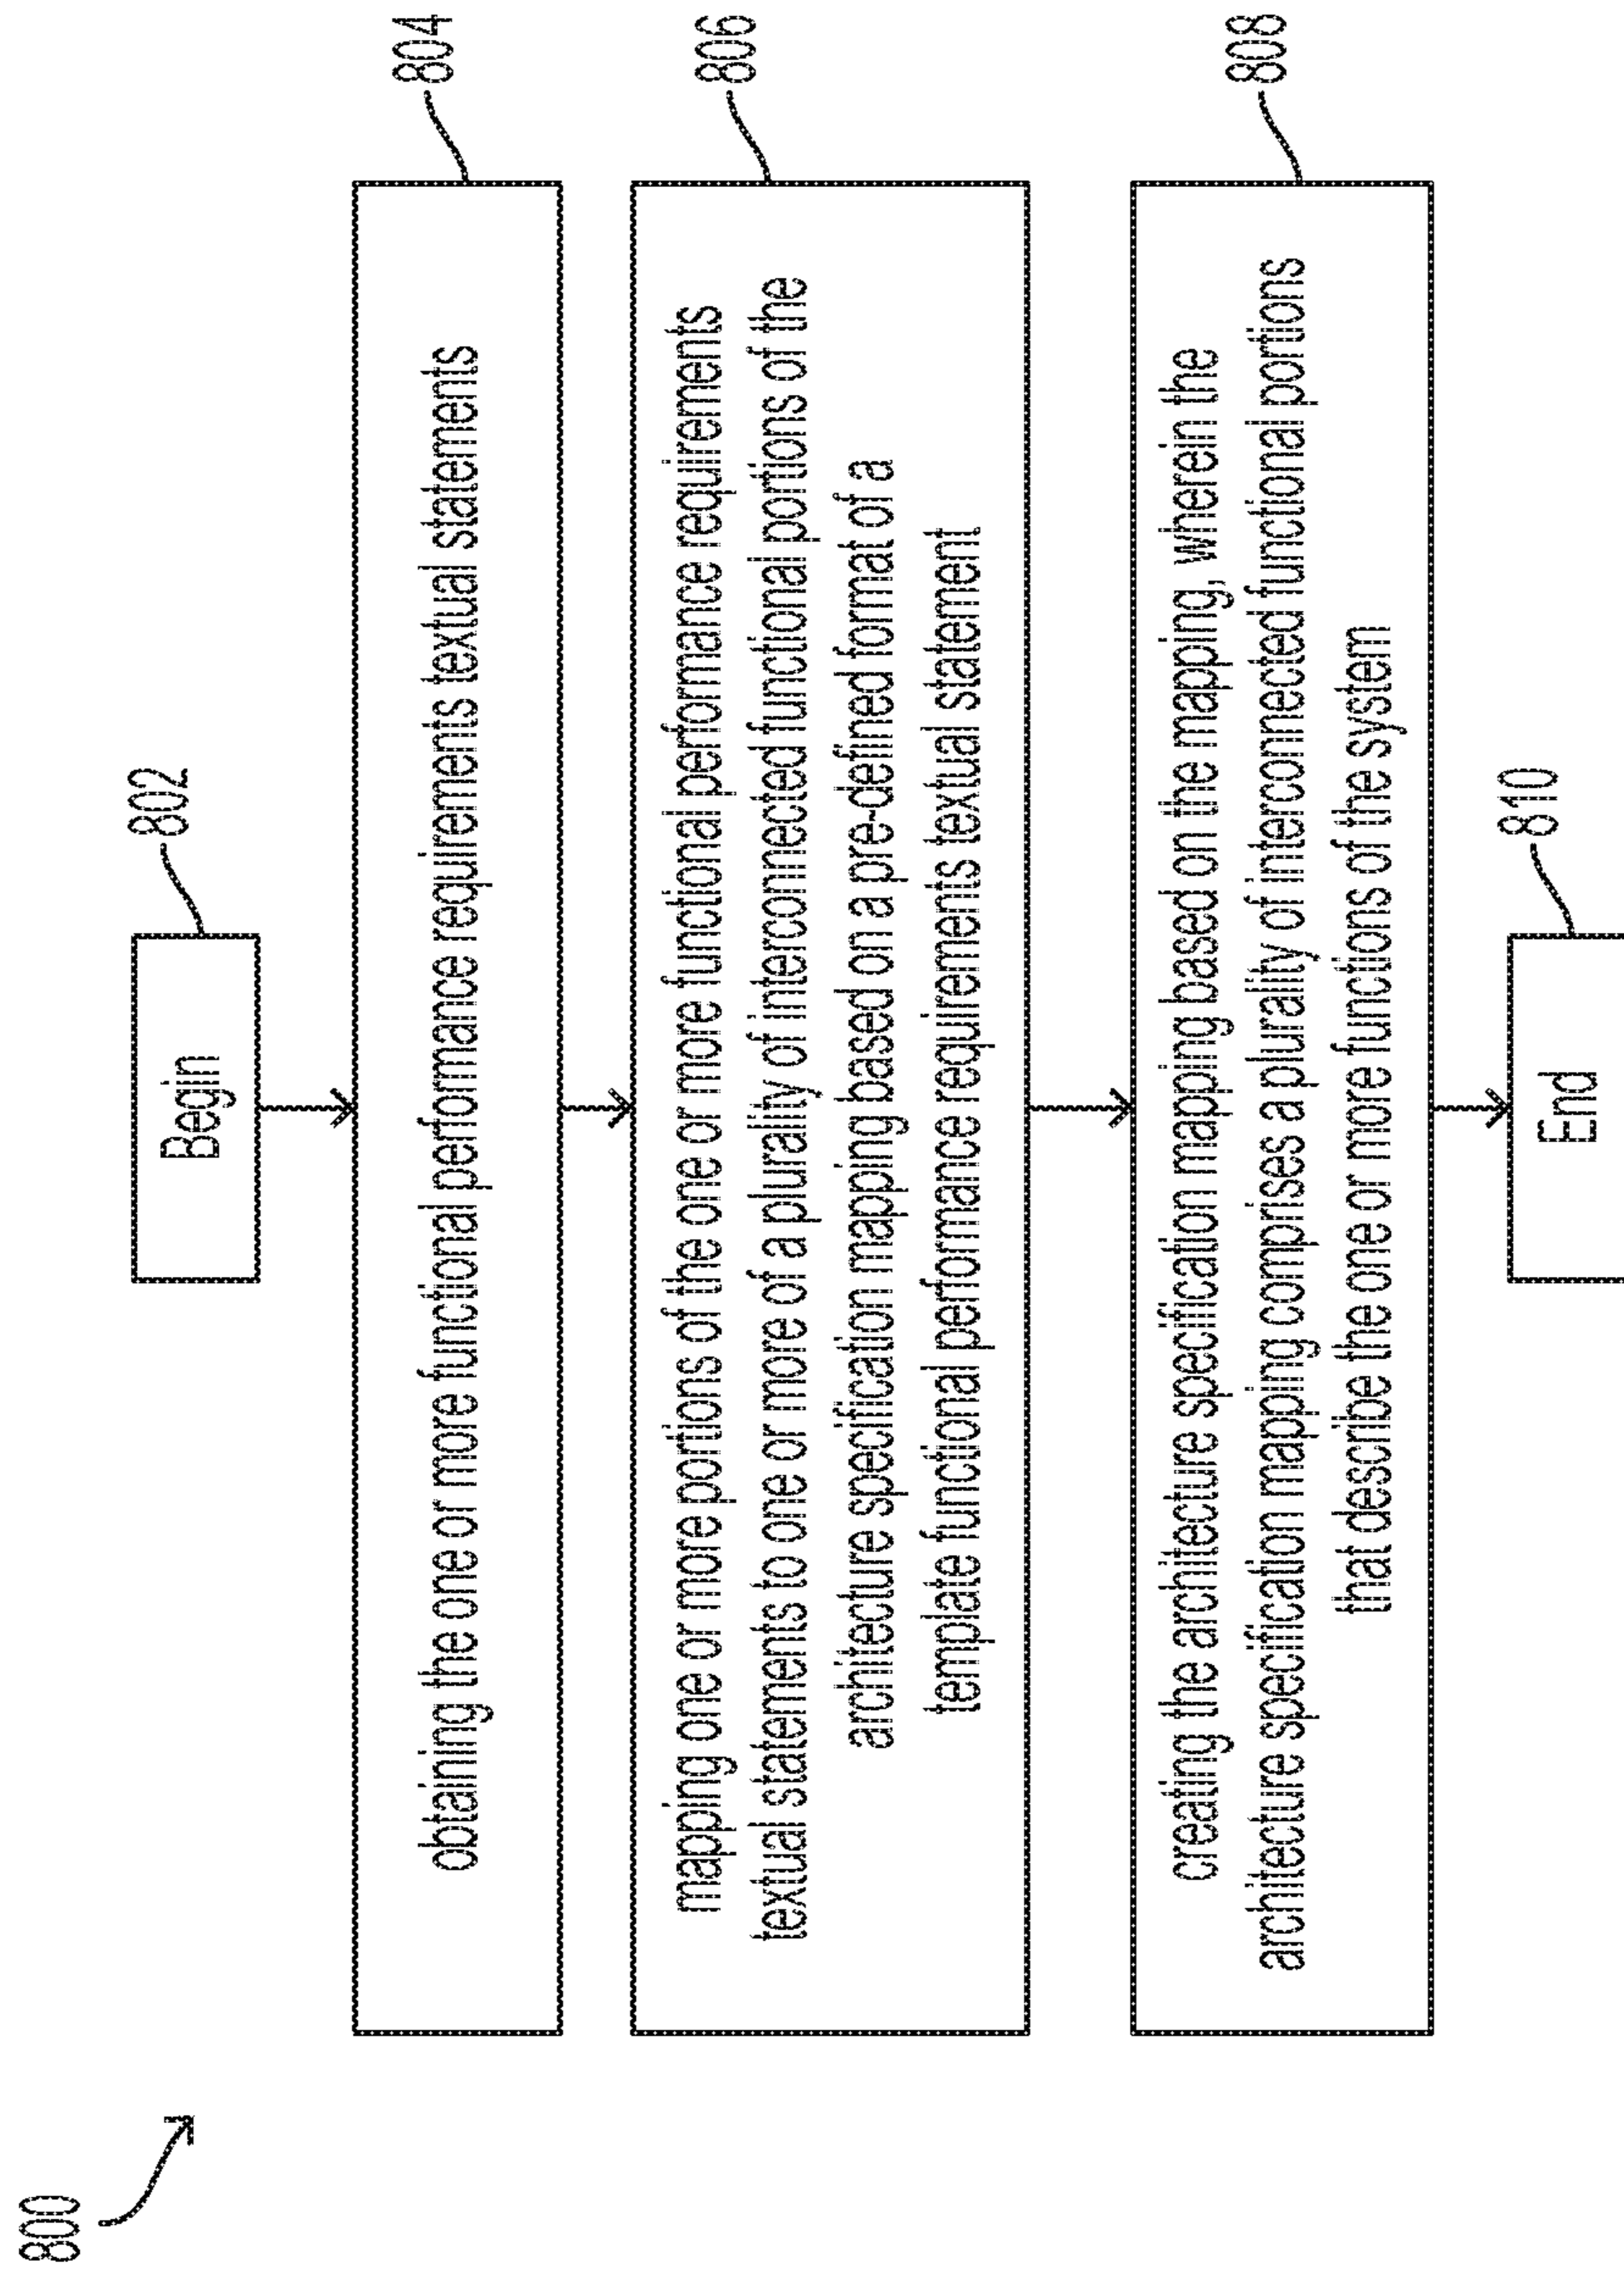 800
802
Begin
804
obtaining the one or more functional performance requirements textual statements
806
mapping one or more portions of the one or more functional performance requirements
textual statements to one or more of a plurality of interconnected functional portions of the
architecture specification mapping based on a pre-defined format of a
template functional performance requirements textual statement
808
creating the architecture specification mapping based on the mapping, wherein the
architecture specification mapping comprises a plurality of interconnected functional portions
that describe the one or more functions of the system
810
End